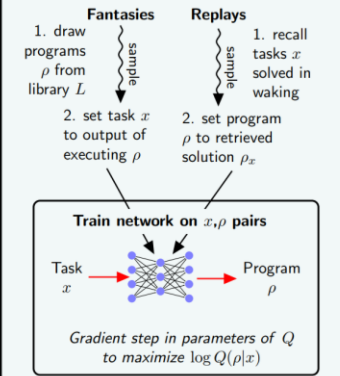 Fantasies
1. draw
programs
ρ from
library L
sample
2. set task x
to output of
executing ρ
Replays
1. recall
tasks x
solved in
waking
sample
2. set program
ρ to retrieved
solution ρₓ
Train network on x,ρ pairs
Task
x
Program
ρ
Gradient step in parameters of Q
to maximize log Q(ρ|x)